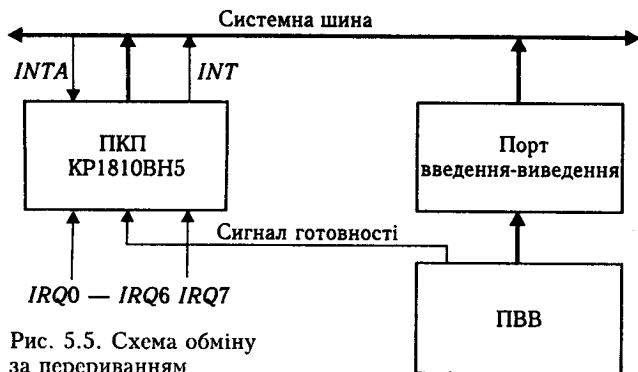 Системна шина
INTA
INT
ПКП
КР1810ВН5
Порт
введення-виведення
Сигнал готовності
IRQ0 — IRQ6 IRQ7
ПВВ
Рис. 5.5. Схема обміну
за перериванням